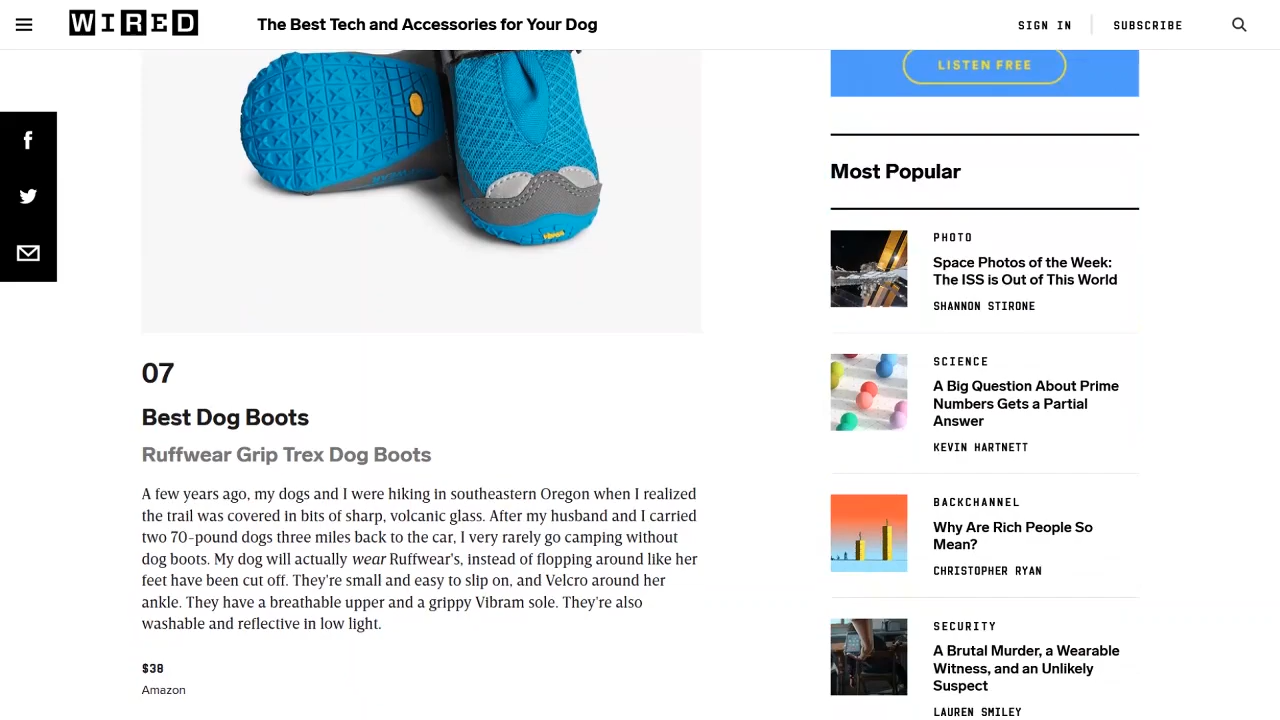 WIRED
The Best Tech and Accessories for Your Dog
SIGN IN
SUBSCRIBE
07
Best Dog Boots
Ruffwear Grip Trex Dog Boots
A few years ago, my dogs and I were hiking in southeastern Oregon when I realized
the trail was covered in bits of sharp, volcanic glass. After my husband and I carried
two 70-pound dogs three miles back to the car, I very rarely go camping without
dog boots. My dog will actually wear Ruffwear's, instead of flopping around like her
feet have been cut off. They're small and easy to slip on, and Velcro around her
ankle. They have a breathable upper and a grippy Vibram sole. They're also
washable and reflective in low light.
$38
Amazon
LISTEN FREE
Most Popular
PHOTO
Space Photos of the Week:
The ISS is Out of This World
SHANNON STIRONE
SCIENCE
A Big Question About Prime
Numbers Gets a Partial
Answer
KEVIN HARTNETT
BACKCHANNEL
Why Are Rich People So
Mean?
CHRISTOPHER RYAN
SECURITY
A Brutal Murder, a Wearable
Witness, and an Unlikely
Suspect
LAUREN SMILEY